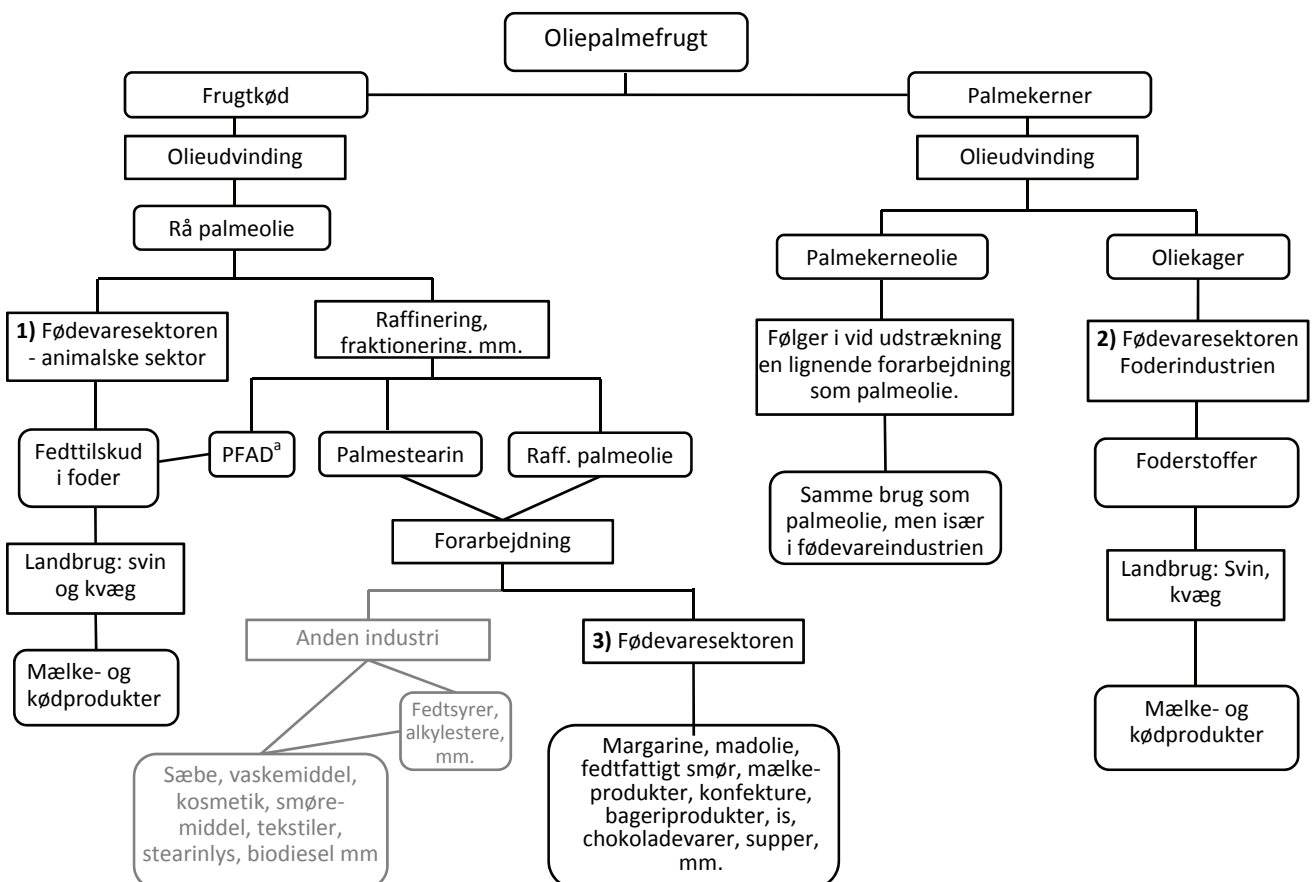 Oliepalmefrugt
Frugtkød
Palmekerner
Olieudvinding
Olieudvinding
Rå palmeolie
Palmekerneolie
Oliekager
1) Fødevaresektoren
- animalske sektor
Raffinering,
fraktionering, mm.
Følger i vid udstrækning
en lignende forarbejdning
som palmeolie.
2) Fødevaresektoren
Foderindustrien
Fedttilskud
i foder
PFADᵃ
Palmestearin
Raff. palmeolie
Foderstoffer
Samme brug som
palmeolie, men især
i fødevareindustrien
Forarbejdning
Landbrug: svin
og kvæg
Landbrug: Svin,
kvæg
Anden industri
3) Fødevaresektoren
Mælke- og
kødprodukter
Fedtsyrer,
alkylestere,
mm.
Mælke- og
kødprodukter
Sæbe, vaskemiddel,
kosmetik, smøre-
middel, tekstiler,
stearinlys, biodiesel mm
Margarine, madolie,
fedtfattigt smør, mælke-
produkter, konfekture,
bageriprodukter, is,
chokoladevarer, supper,
mm.